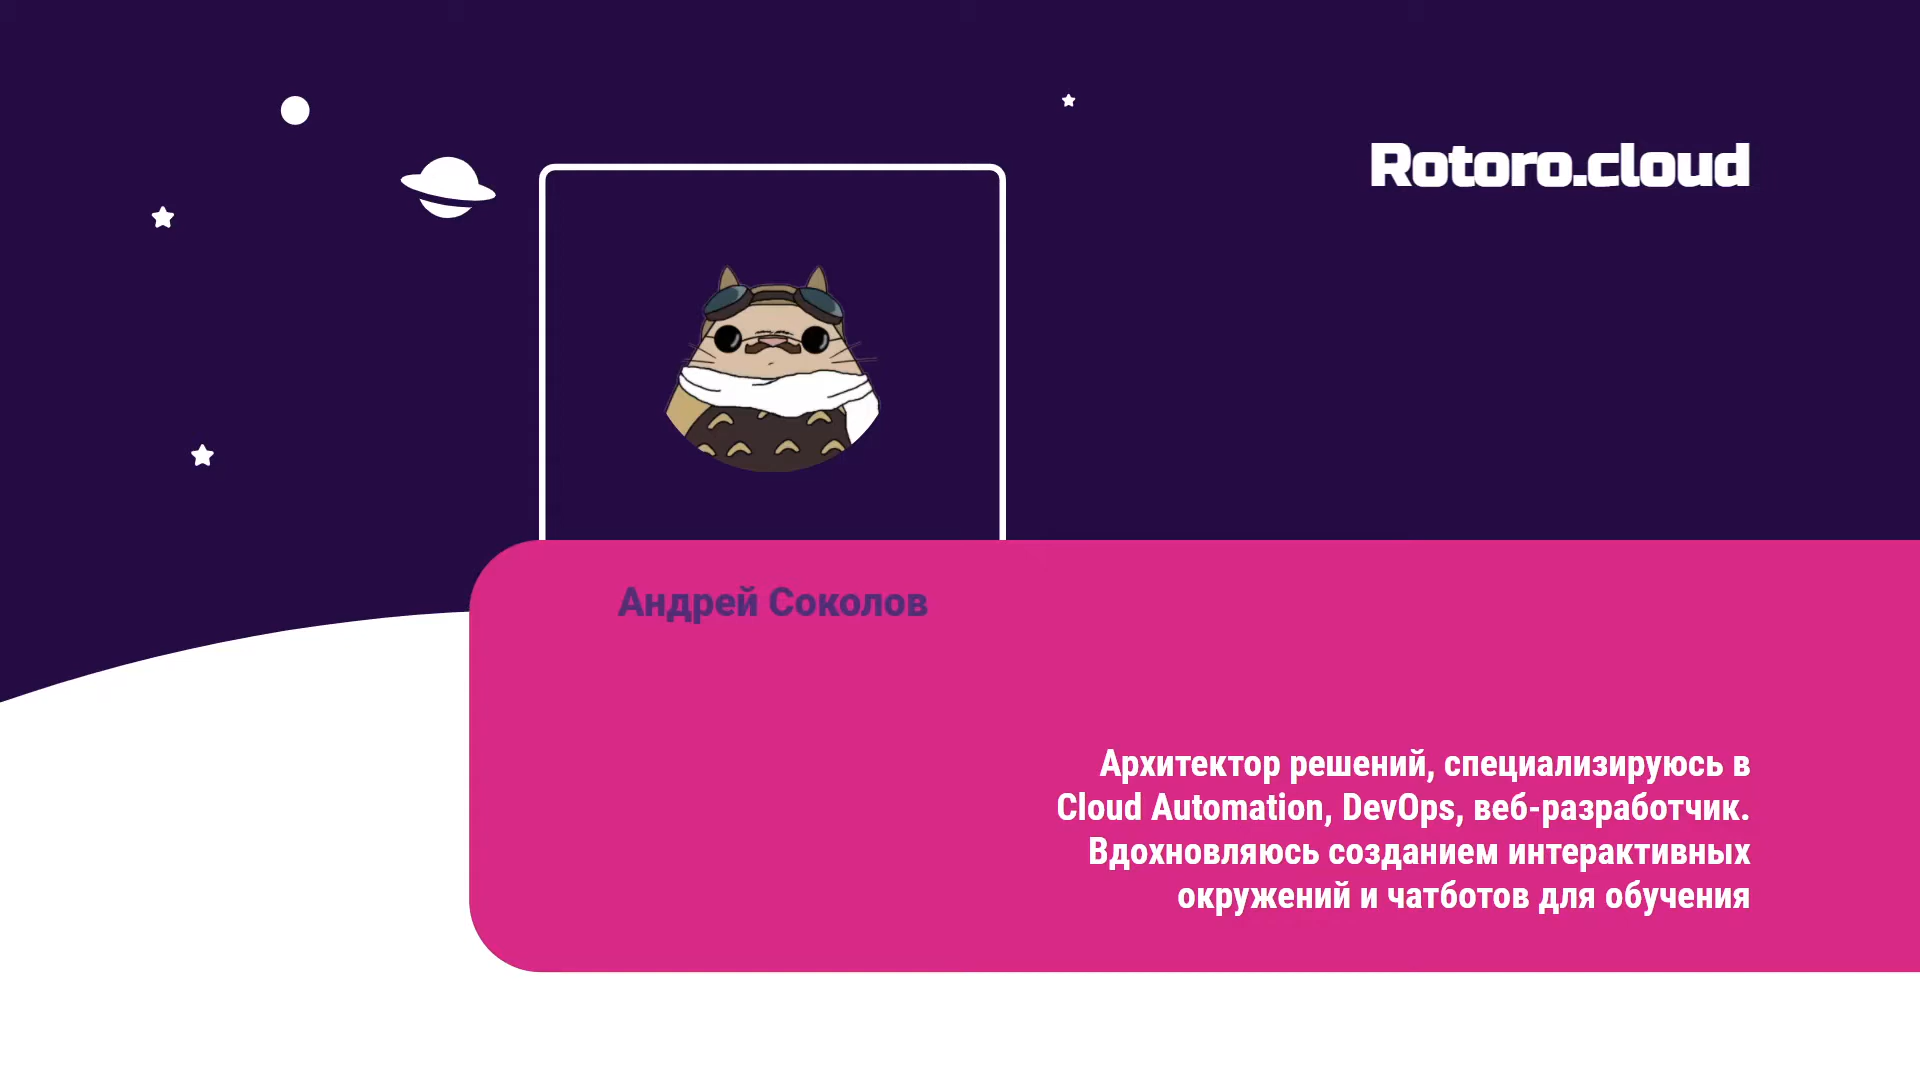 Rotoro.cloud
Андрей Соколов
Архитектор решений, специализируюсь в
Cloud Automation, DevOps, веб-разработчик.
Вдохновляюсь созданием интерактивных
окружений и чатботов для обучения